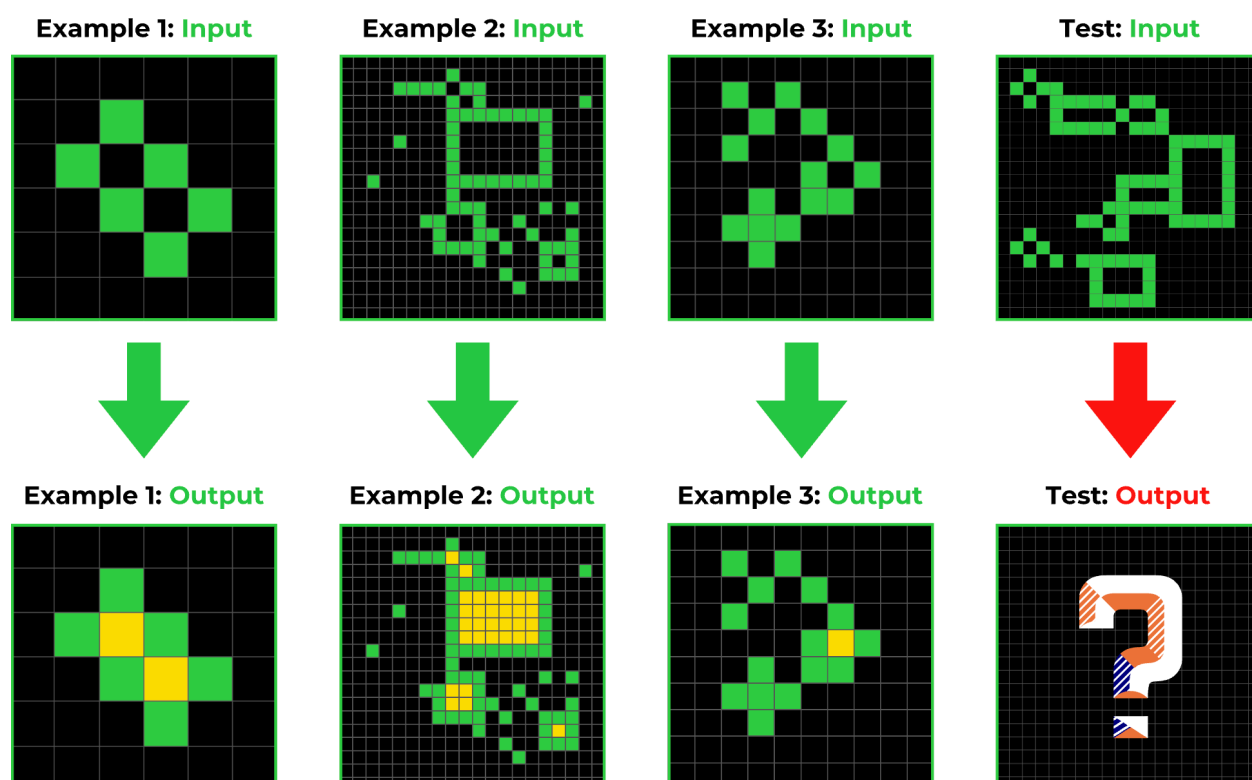 Example 1: Input
Example 2: Input
Example 3: Input
Test: Input
Example 1: Output
Example 2: Output
Example 3: Output
Test: Output
?